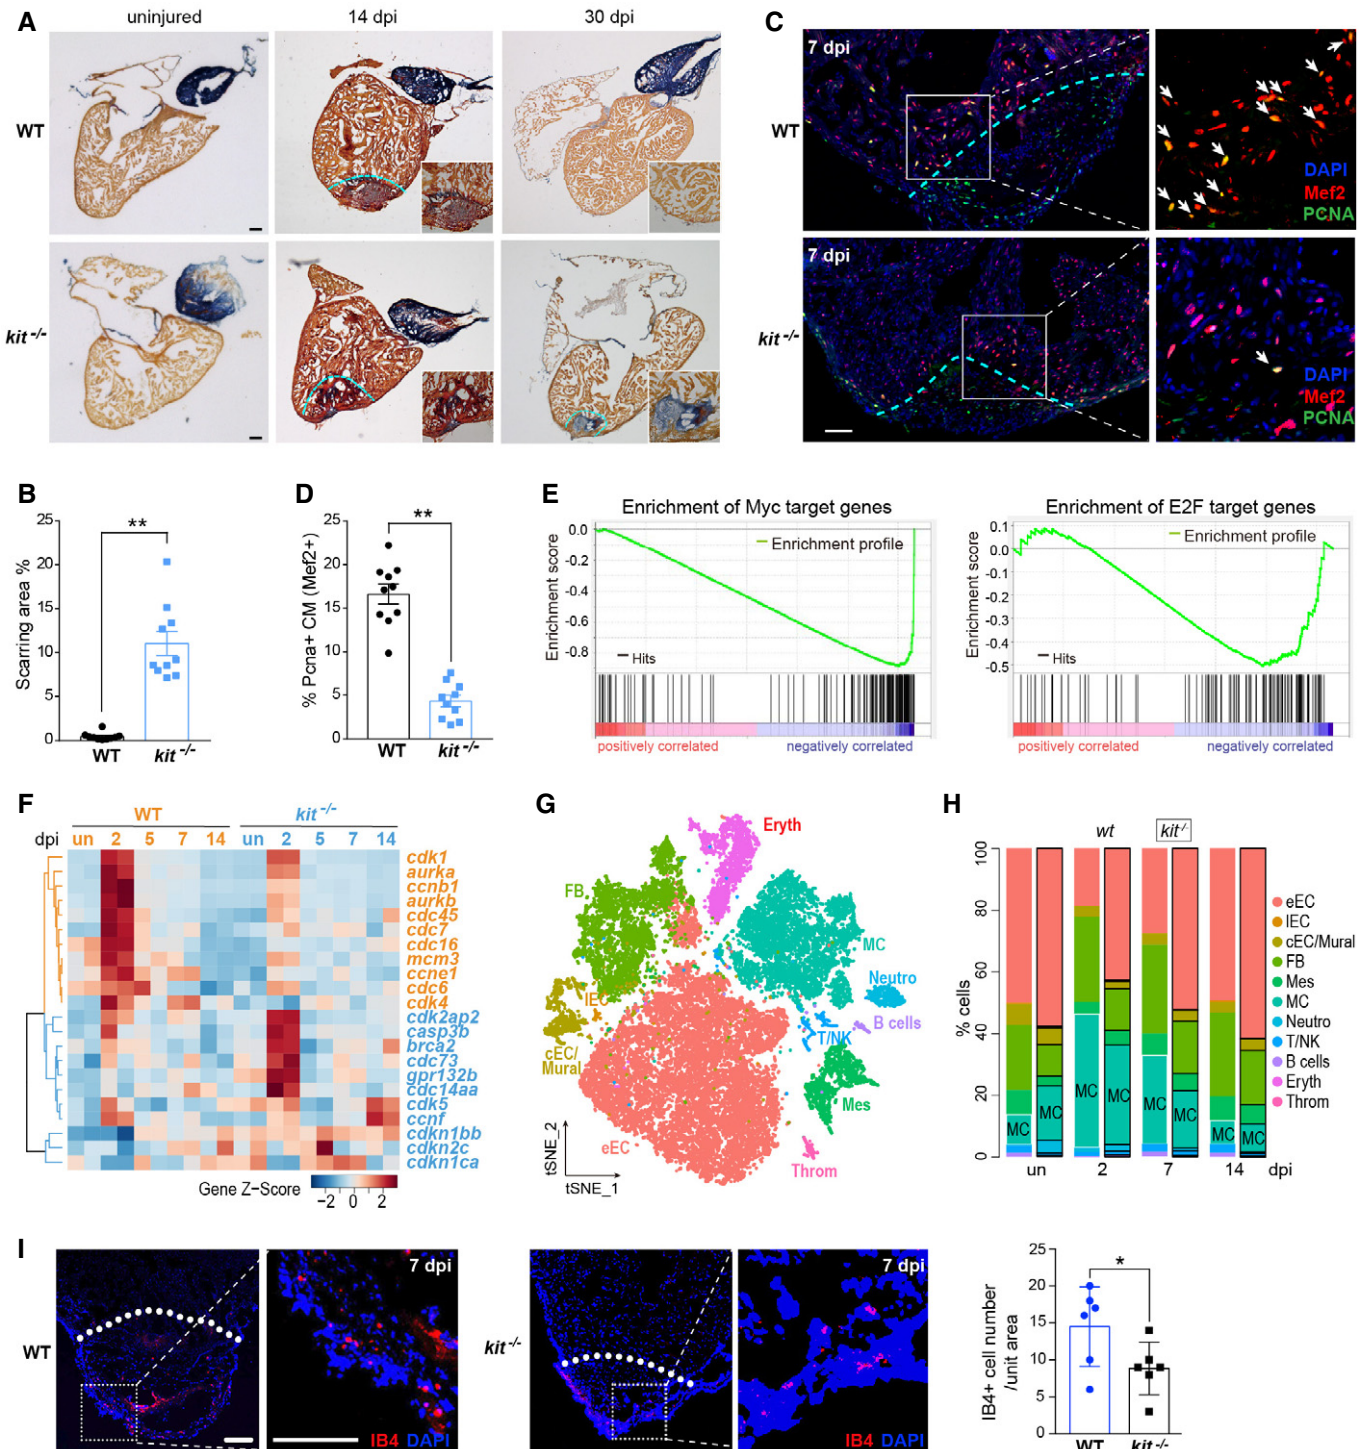 A
uninjured
14 dpi
30 dpi
WT
kit -/-
C
7 dpi
WT
DAPI
Mef2
PCNA
7 dpi
kit -/-
DAPI
Mef2
PCNA
B
Scarring area %
25
20
15
10
5
0
**
WT
kit -/-
D
% Pcna+ CM (Mef2+)
25
20
15
10
5
0
**
WT
kit -/-
E
Enrichment of Myc target genes
Enrichment score
0.0
-0.2
-0.4
-0.6
-0.8
Enrichment profile
Hits
positively correlated
negatively correlated
Enrichment of E2F target genes
Enrichment score
0.1
0.0
-0.1
-0.2
-0.3
-0.4
-0.5
Enrichment profile
Hits
positively correlated
negatively correlated
F
WT
kit -/-
dpi un 2 5 7 14 un 2 5 7 14
cdk1
aurka
ccnb1
aurkb
cdc45
cdc7
cdc16
mcm3
ccne1
cdc6
cdk4
cdk2ap2
casp3b
brca2
cdc73
gpr132b
cdc14aa
cdk5
ccnf
cdkn1bb
cdkn2c
cdkn1ca
Gene Z-Score
-2 0 2
G
Eryth
FB
MC
Neutro
IEC
B cells
T/NK
cEC/
Mural
Mes
eEC
Throm
tSNE_2
tSNE_1
H
wt
kit -/-
% cells
100
80
60
40
20
0
MC MC MC MC MC MC MC MC
un 2 7 14 dpi
eEC
IEC
cEC/Mural
FB
Mes
MC
Neutro
T/NK
B cells
Eryth
Throm
I
WT
7 dpi
IB4 DAPI
kit -/-
7 dpi
IB4 DAPI
IB4+ cell number
/unit area
25
20
15
10
5
0
*
WT
kit -/-